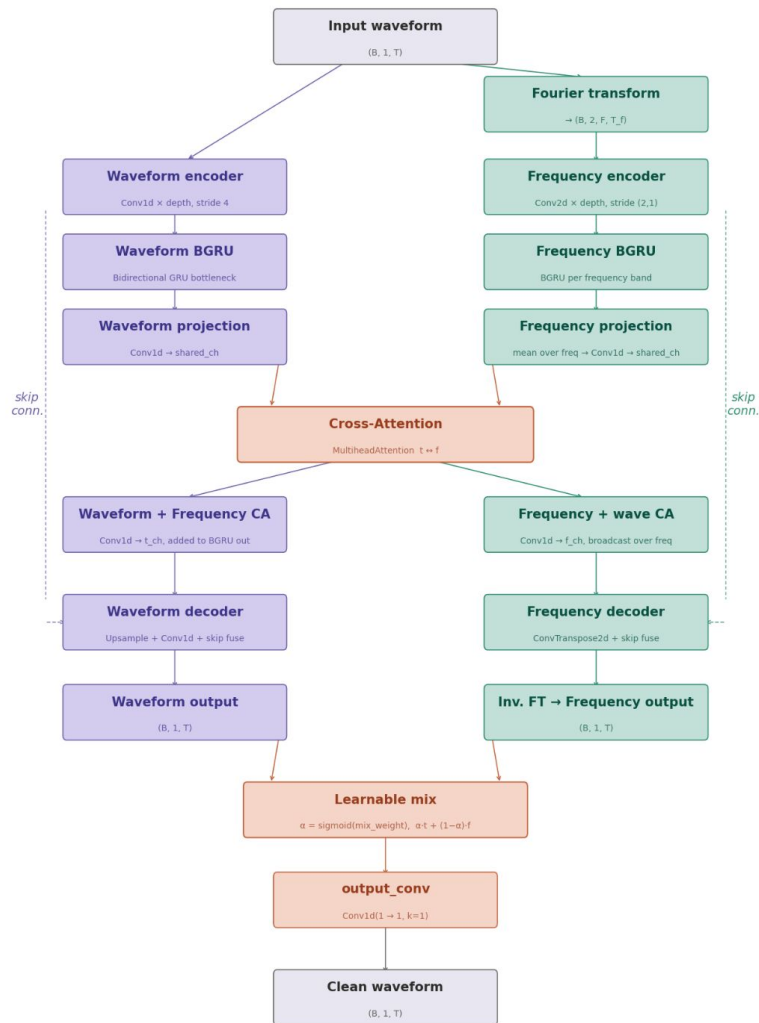 Input waveform
(B, 1, T)
Fourier transform
→ (B, 2, F, T_f)
Waveform encoder
Conv1d × depth, stride 4
Frequency encoder
Conv2d × depth, stride (2,1)
Waveform BGRU
Bidirectional GRU bottleneck
Frequency BGRU
BGRU per frequency band
Waveform projection
Conv1d → shared_ch
Frequency projection
mean over freq → Conv1d → shared_ch
skip
conn.
skip
conn.
Cross-Attention
MultiheadAttention t ↔ f
Waveform + Frequency CA
Conv1d → t_ch, added to BGRU out
Frequency + wave CA
Conv1d → f_ch, broadcast over freq
Waveform decoder
Upsample + Conv1d + skip fuse
Frequency decoder
ConvTranspose2d + skip fuse
Waveform output
(B, 1, T)
Inv. FT → Frequency output
(B, 1, T)
Learnable mix
α = sigmoid(mix_weight), α·t + (1−α)·f
output_conv
Conv1d(1 → 1, k=1)
Clean waveform
(B, 1, T)